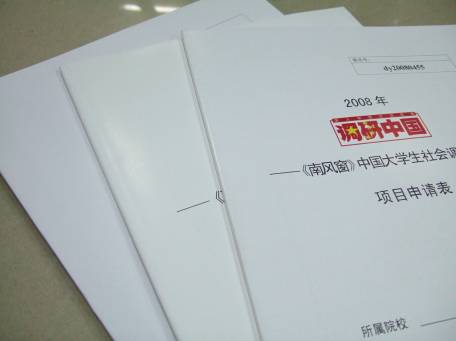 dy20080455
2008 年
调研中国
——《南风窗》中国大学生社会调
项目申请表
所属院校
——《